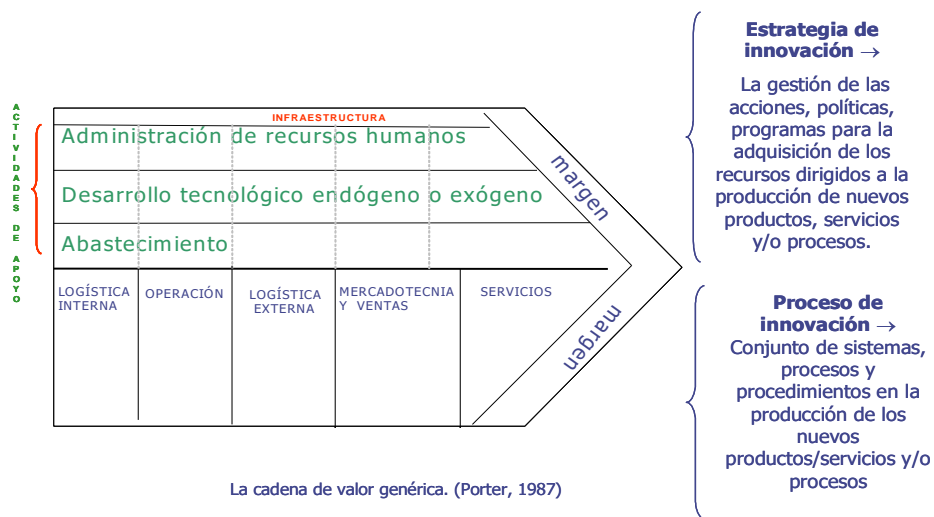 ACTIVIDADES DE APOYO
INFRAESTRUCTURA
Administración de recursos humanos
Desarrollo tecnológico endógeno o exógeno
Abastecimiento
margen
LOGÍSTICA
INTERNA
OPERACIÓN
LOGÍSTICA
EXTERNA
MERCADOTECNIA
Y VENTAS
SERVICIOS
margen
La cadena de valor genérica. (Porter, 1987)
Estrategia de
innovación →
La gestión de las
acciones, políticas,
programas para la
adquisición de los
recursos dirigidos a la
producción de nuevos
productos, servicios
y/o procesos.
Proceso de
innovación →
Conjunto de sistemas,
procesos y
procedimientos en la
producción de los
nuevos
productos/servicios y/o
procesos